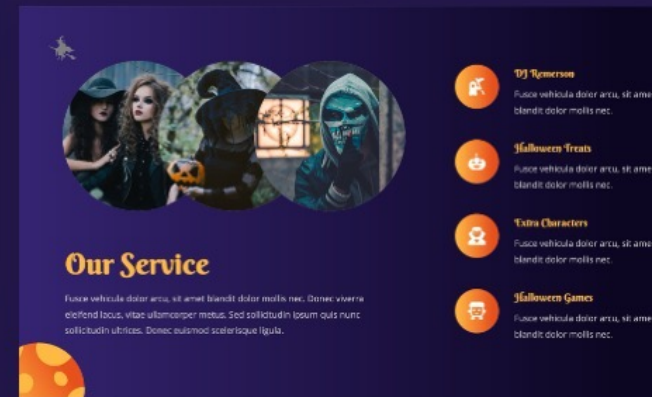 Our Service
Fusce vehicula dolor arcu, sit amet blandit dolor mollis nec. Donec viverra
eleifend lacus, vitae ullamcorper metus. Sed sollicitudin ipsum quis nunc
sollicitudin ultrices. Donec euismod scelerisque ligula.
DJ Remerson
Fusce vehicula dolor arcu, sit ame
blandit dolor mollis nec.
Halloween Treats
Fusce vehicula dolor arcu, sit ame
blandit dolor mollis nec.
Extra Characters
Fusce vehicula dolor arcu, sit ame
blandit dolor mollis nec.
Halloween Games
Fusce vehicula dolor arcu, sit ame
blandit dolor mollis nec.